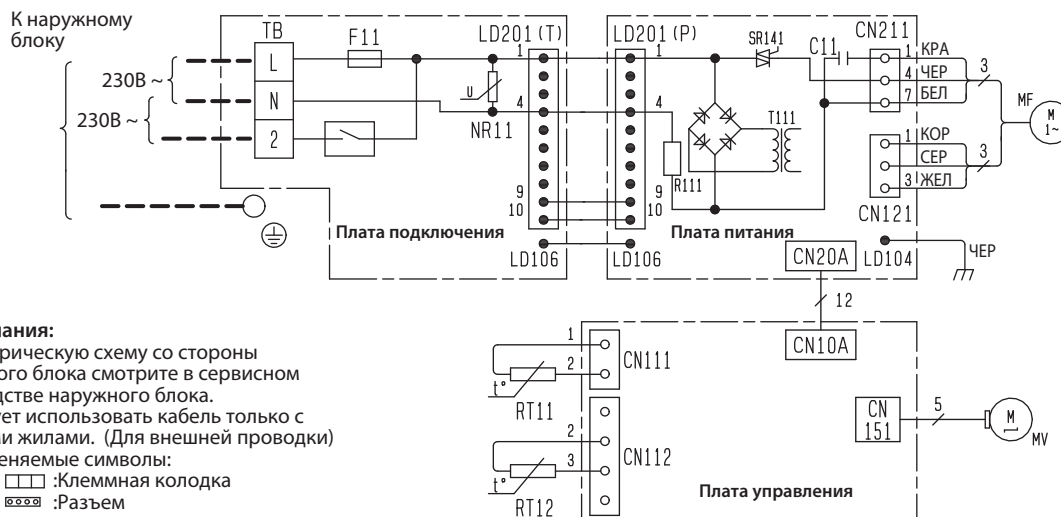 К наружному
блоку
230В ~
230В ~
TB
L
N
2
F11
U
NR11
LD201 (T)
1
4
9
10
LD106
Плата подключения
LD201 (P)
1
4
9
10
LD106
R111
T111
SR141
C11
Плата питания
CN211
1 КРА
4 ЧЕР
7 БЕЛ
3
1 КОР
СЕР
3 ЖЕЛ
3
CN121
MF
M
1~
LD104
ЧЕР
CN20A
12
CN10A
ания:
рическую схему со стороны
ого блока смотрите в сервисном
дстве наружного блока.
ует использовать кабель только с
ми жилами. (Для внешней проводки)
еняемые символы:
:Клеммная колодка
:Разъем
1
2
CN111
t°
RT11
2
3
CN112
t°
RT12
CN
151
5
M
MV
Плата управления